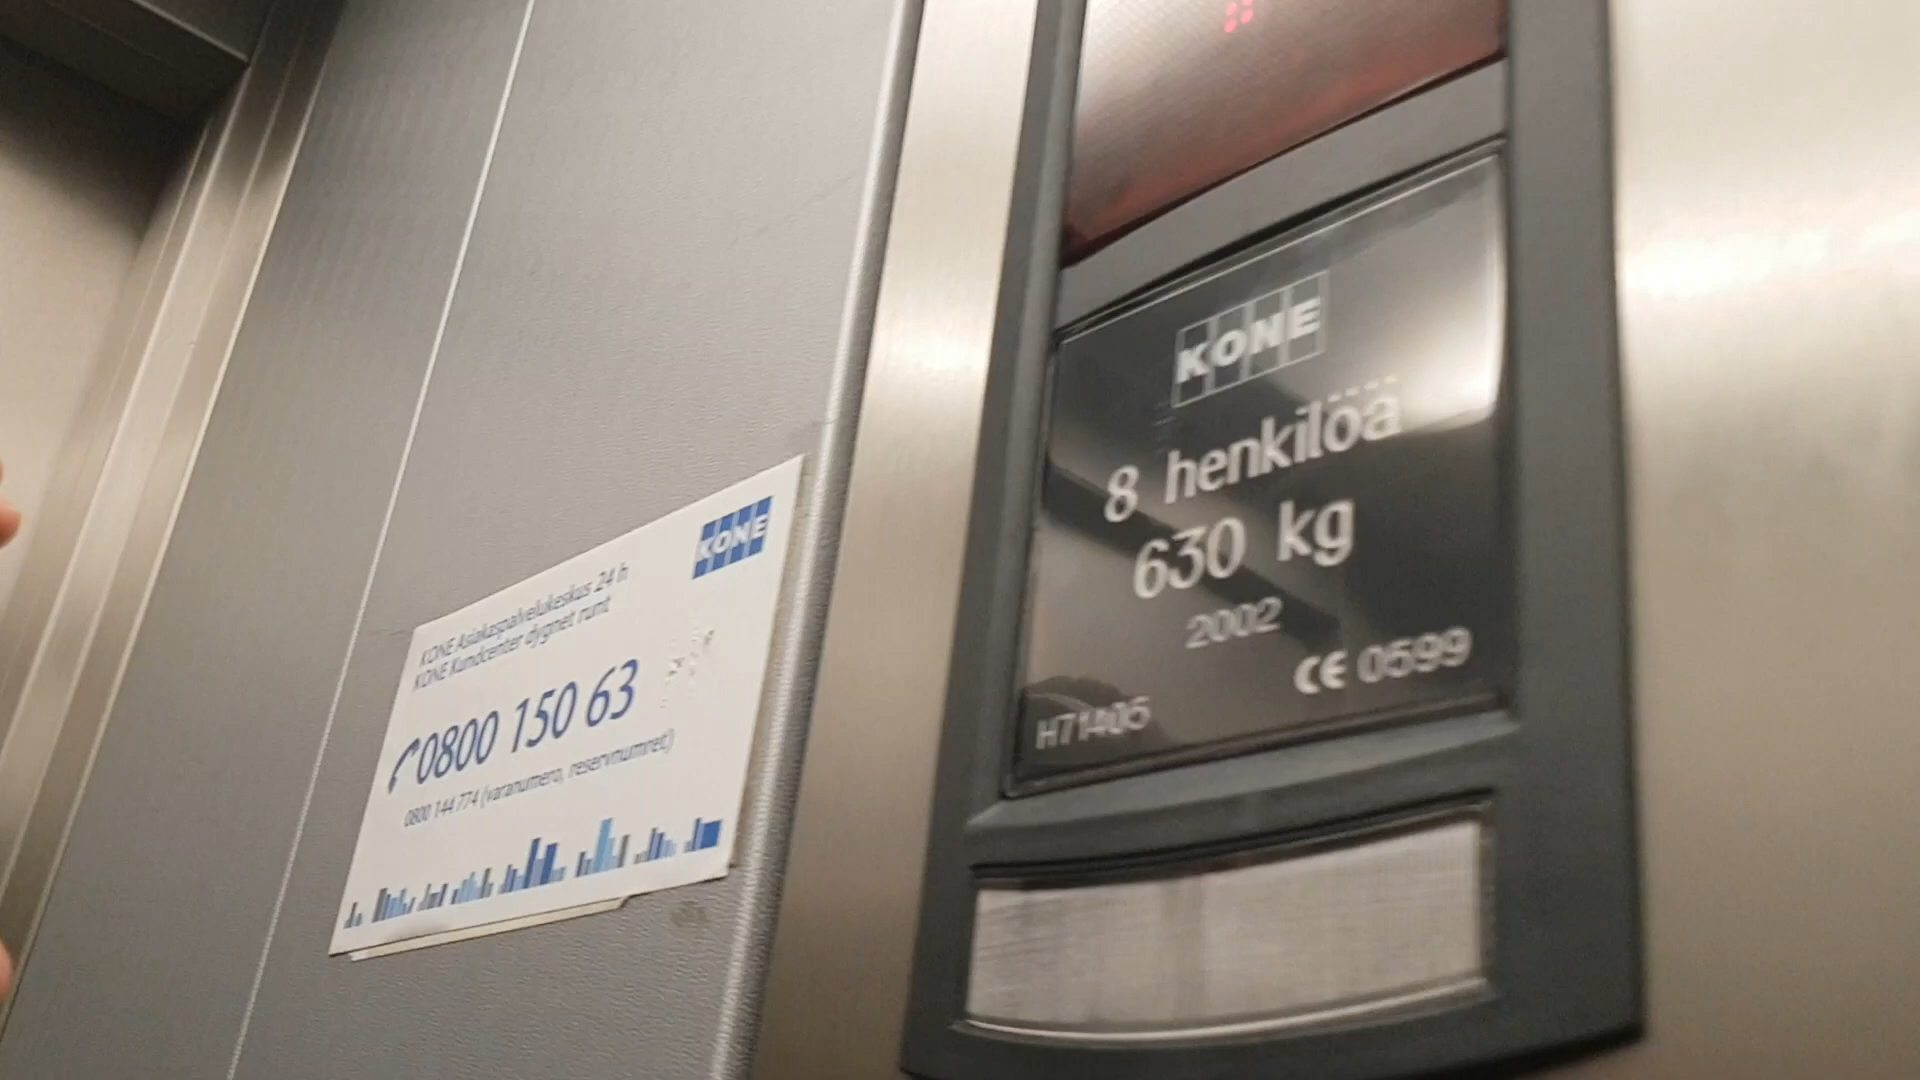 KONE
KONE Asiakaspalvelukeskus 24 h
KONE Kundcenter dygnet runt
0800 150 63
0800 144 774 (varanumero, reservnumret)
KONE
8 henkilöä
630 kg
2002
CE 0599
H71405